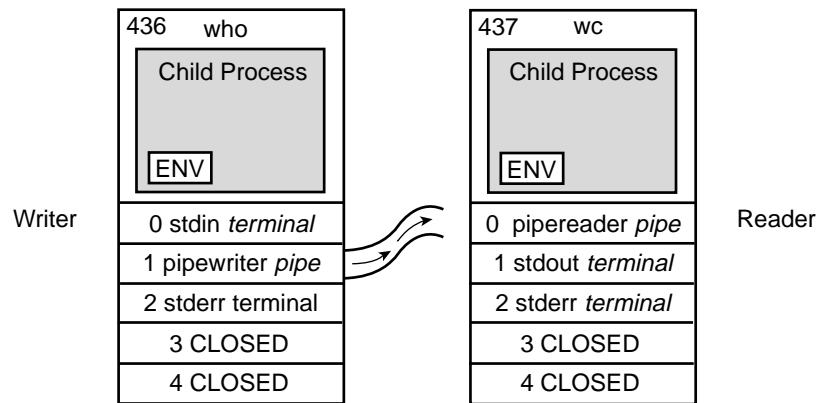 436 who
Child Process
ENV
Writer
0 stdin terminal
1 pipewriter pipe
2 stderr terminal
3 CLOSED
4 CLOSED
437 wc
Child Process
ENV
0 pipereader pipe
1 stdout terminal
2 stderr terminal
3 CLOSED
4 CLOSED
Reader